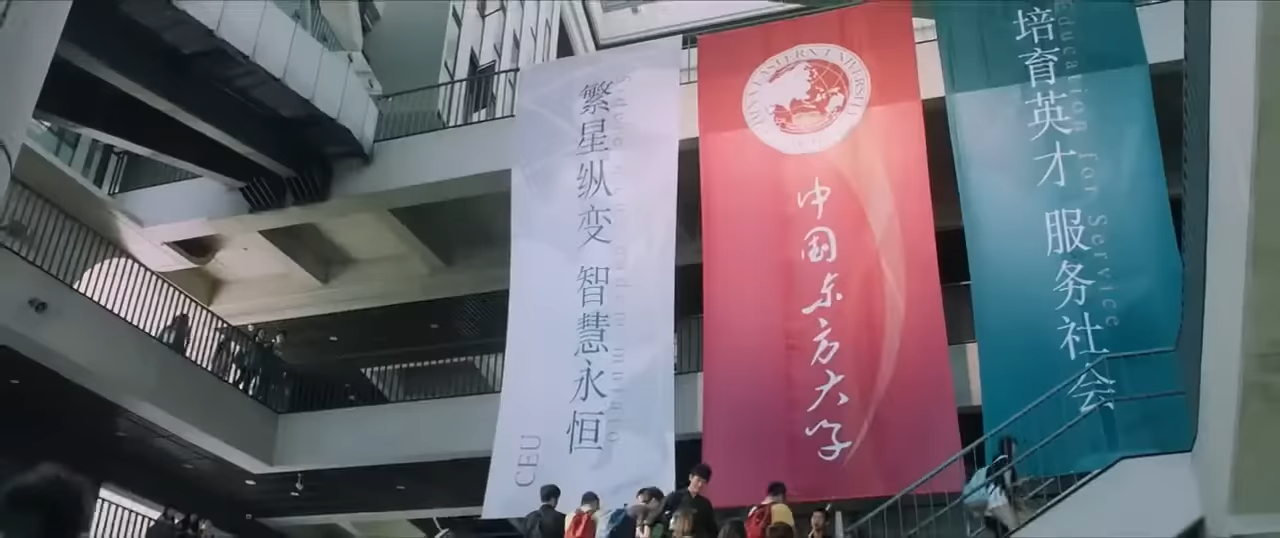 繁星纵变 智慧永恒
CEU
中国东方大学
培育英才 服务社会
Education for Service